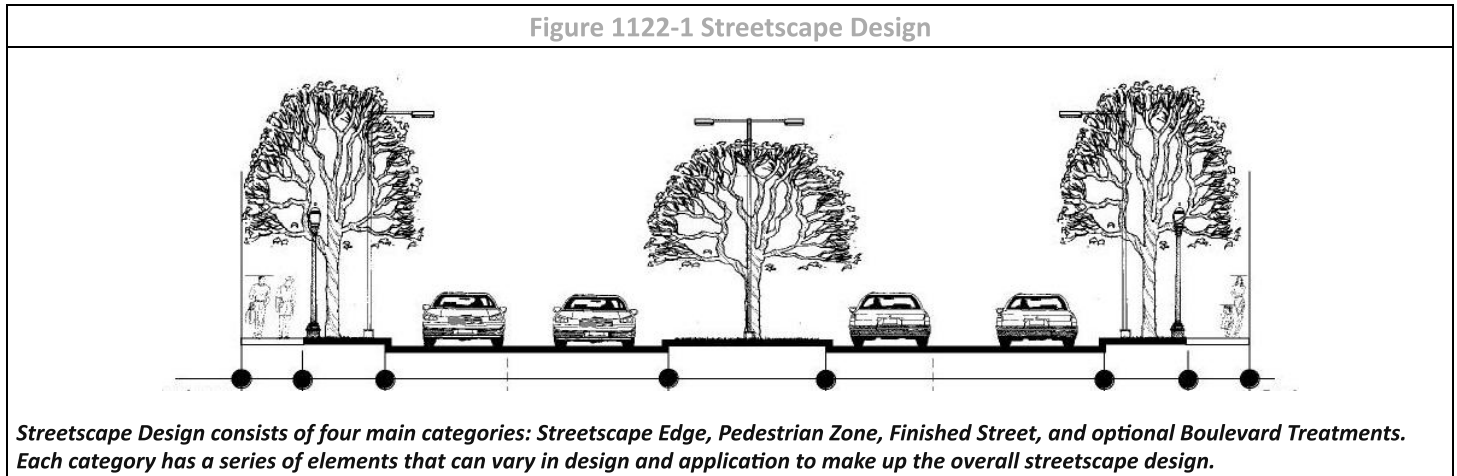 Figure 1122-1 Streetscape Design
Streetscape Design consists of four main categories: Streetscape Edge, Pedestrian Zone, Finished Street, and optional Boulevard Treatments.
Each category has a series of elements that can vary in design and application to make up the overall streetscape design.